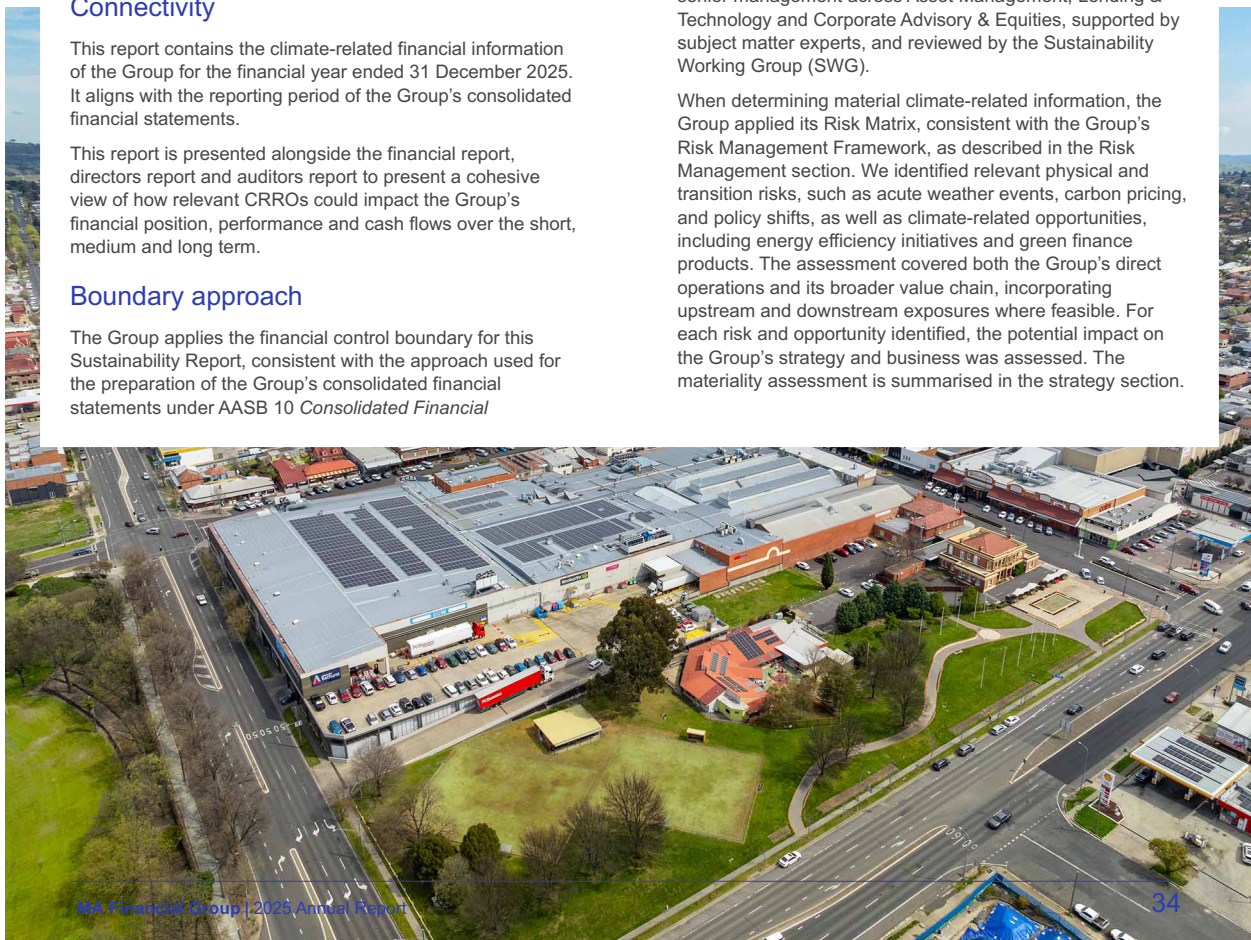 Connectivity
This report contains the climate-related financial information
of the Group for the financial year ended 31 December 2025.
It aligns with the reporting period of the Group's consolidated
financial statements.
This report is presented alongside the financial report,
directors report and auditors report to present a cohesive
view of how relevant CRROs could impact the Group's
financial position, performance and cash flows over the short,
medium and long term.
Boundary approach
The Group applies the financial control boundary for this
Sustainability Report, consistent with the approach used for
the preparation of the Group's consolidated financial
statements under AASB 10 Consolidated Financial
senior management across Asset Management, Lending &
Technology and Corporate Advisory & Equities, supported by
subject matter experts, and reviewed by the Sustainability
Working Group (SWG).
When determining material climate-related information, the
Group applied its Risk Matrix, consistent with the Group's
Risk Management Framework, as described in the Risk
Management section. We identified relevant physical and
transition risks, such as acute weather events, carbon pricing,
and policy shifts, as well as climate-related opportunities,
including energy efficiency initiatives and green finance
products. The assessment covered both the Group's direct
operations and its broader value chain, incorporating
upstream and downstream exposures where feasible. For
each risk and opportunity identified, the potential impact on
the Group's strategy and business was assessed. The
materiality assessment is summarised in the strategy section.
MA Financial Group | 2025 Annual Report
34